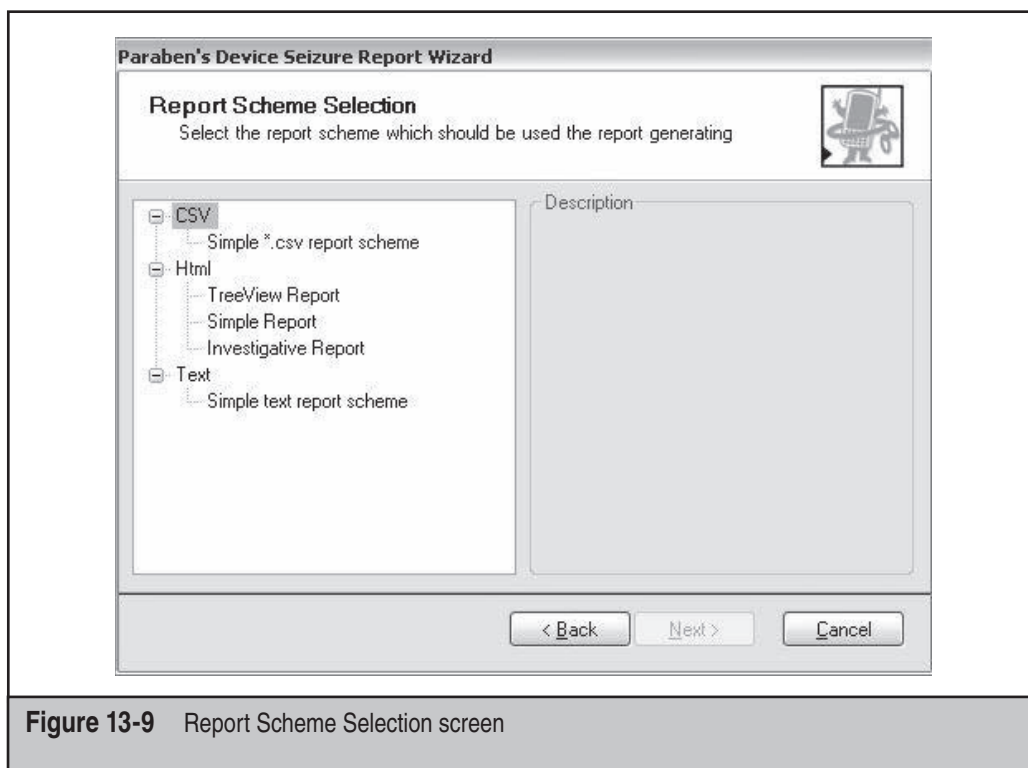 Paraben's Device Seizure Report Wizard
Report Scheme Selection
Select the report scheme which should be used the report generating
CSV
Simple *.csv report scheme
Html
TreeView Report
Simple Report
Investigative Report
Text
Simple text report scheme
Description
< Back
Next >
Cancel
Figure 13-9 Report Scheme Selection screen